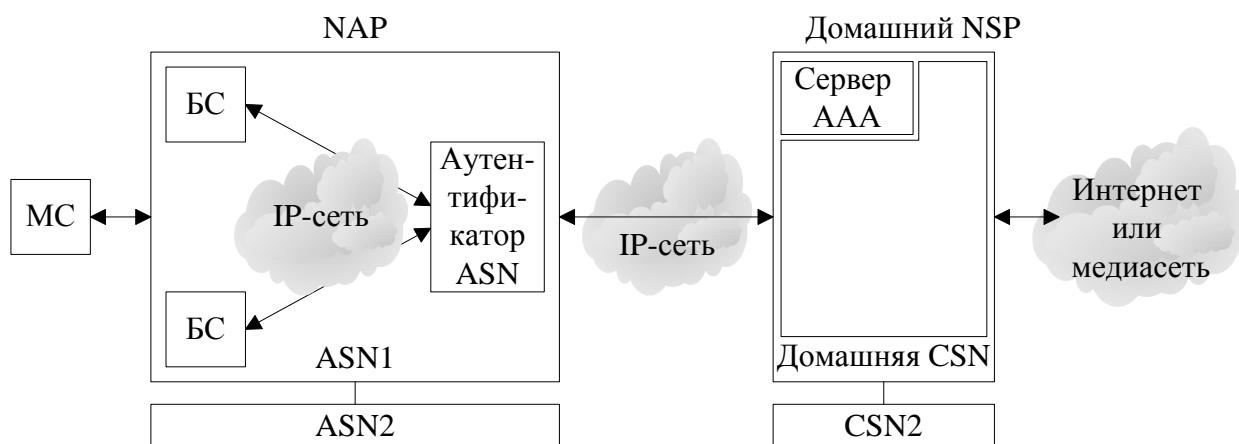 NAP
Домашний NSP
БС
Сервер
AAA
МС
IP-сеть
Аутен-
тифи-
катор
ASN
IP-сеть
Интернет
или
медиасеть
БС
ASN1
Домашняя CSN
ASN2
CSN2